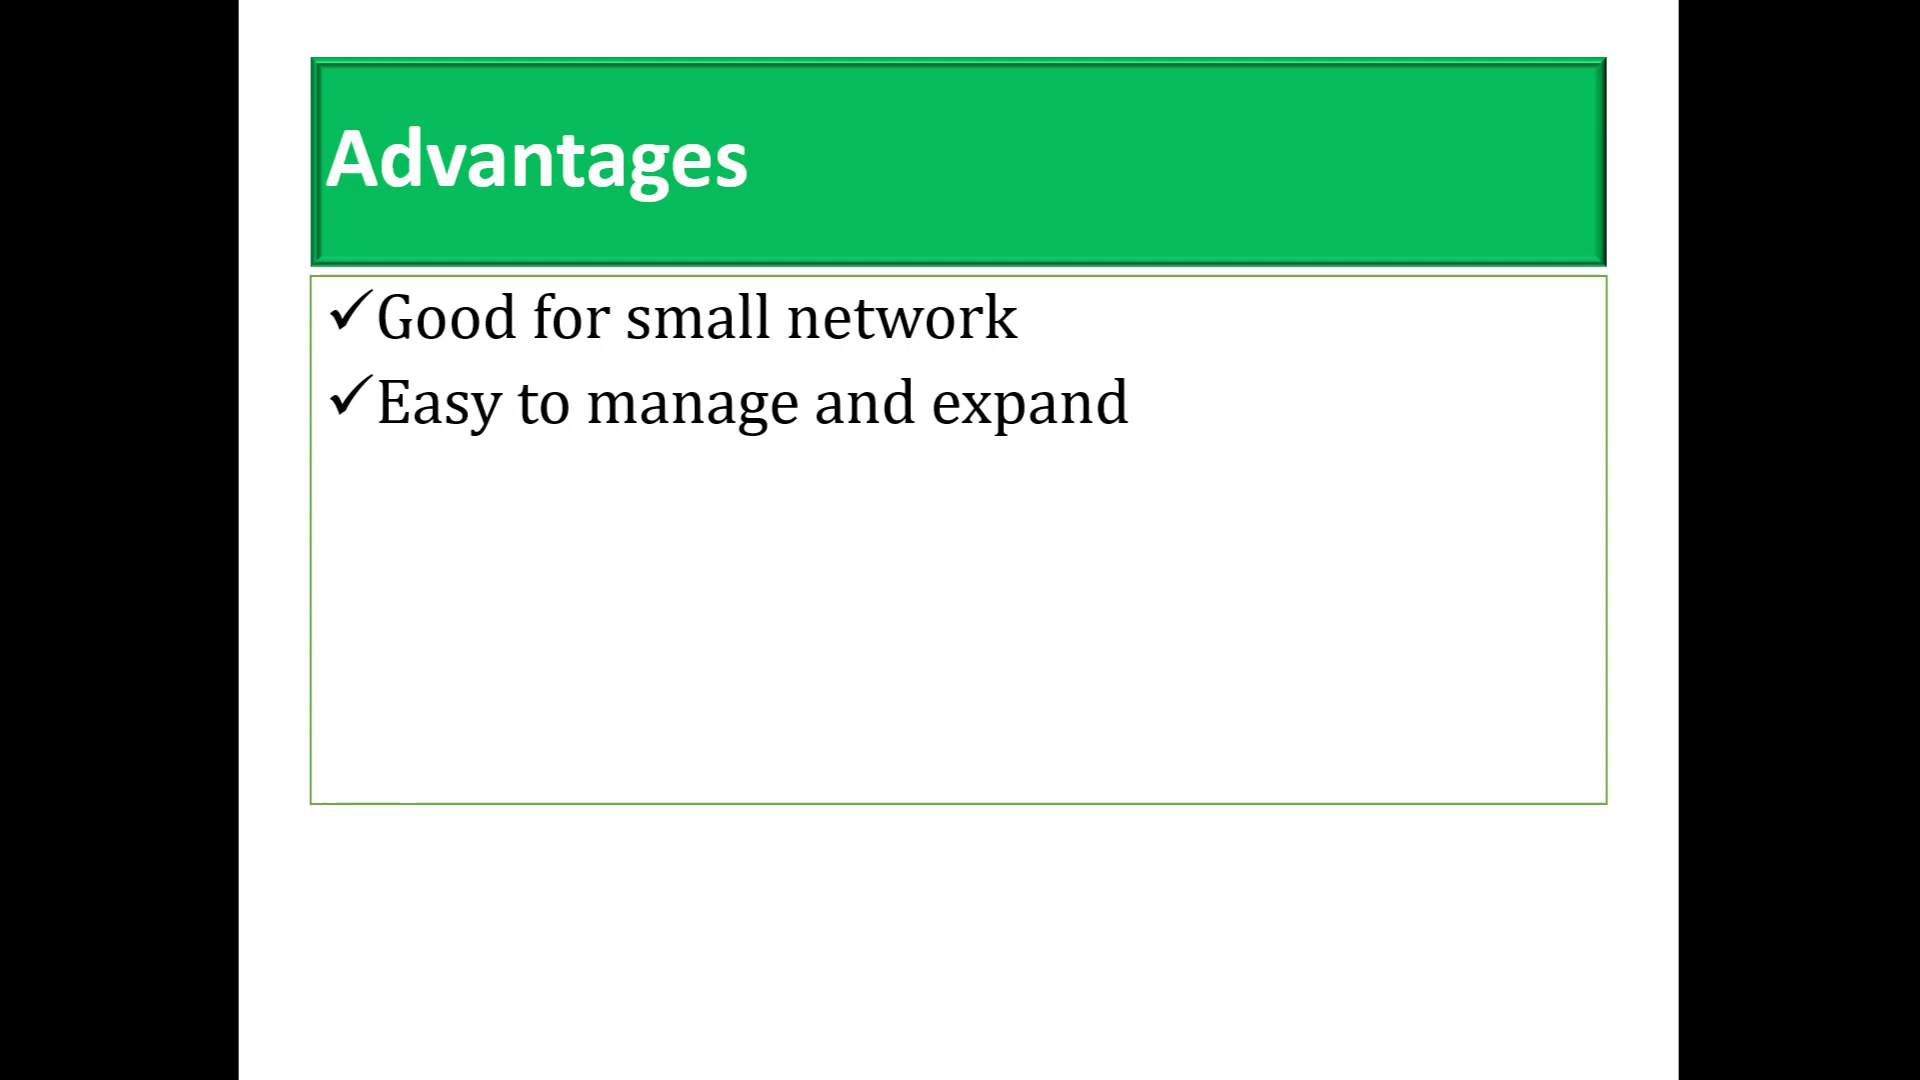 Advantages
✓Good for small network
✓Easy to manage and expand